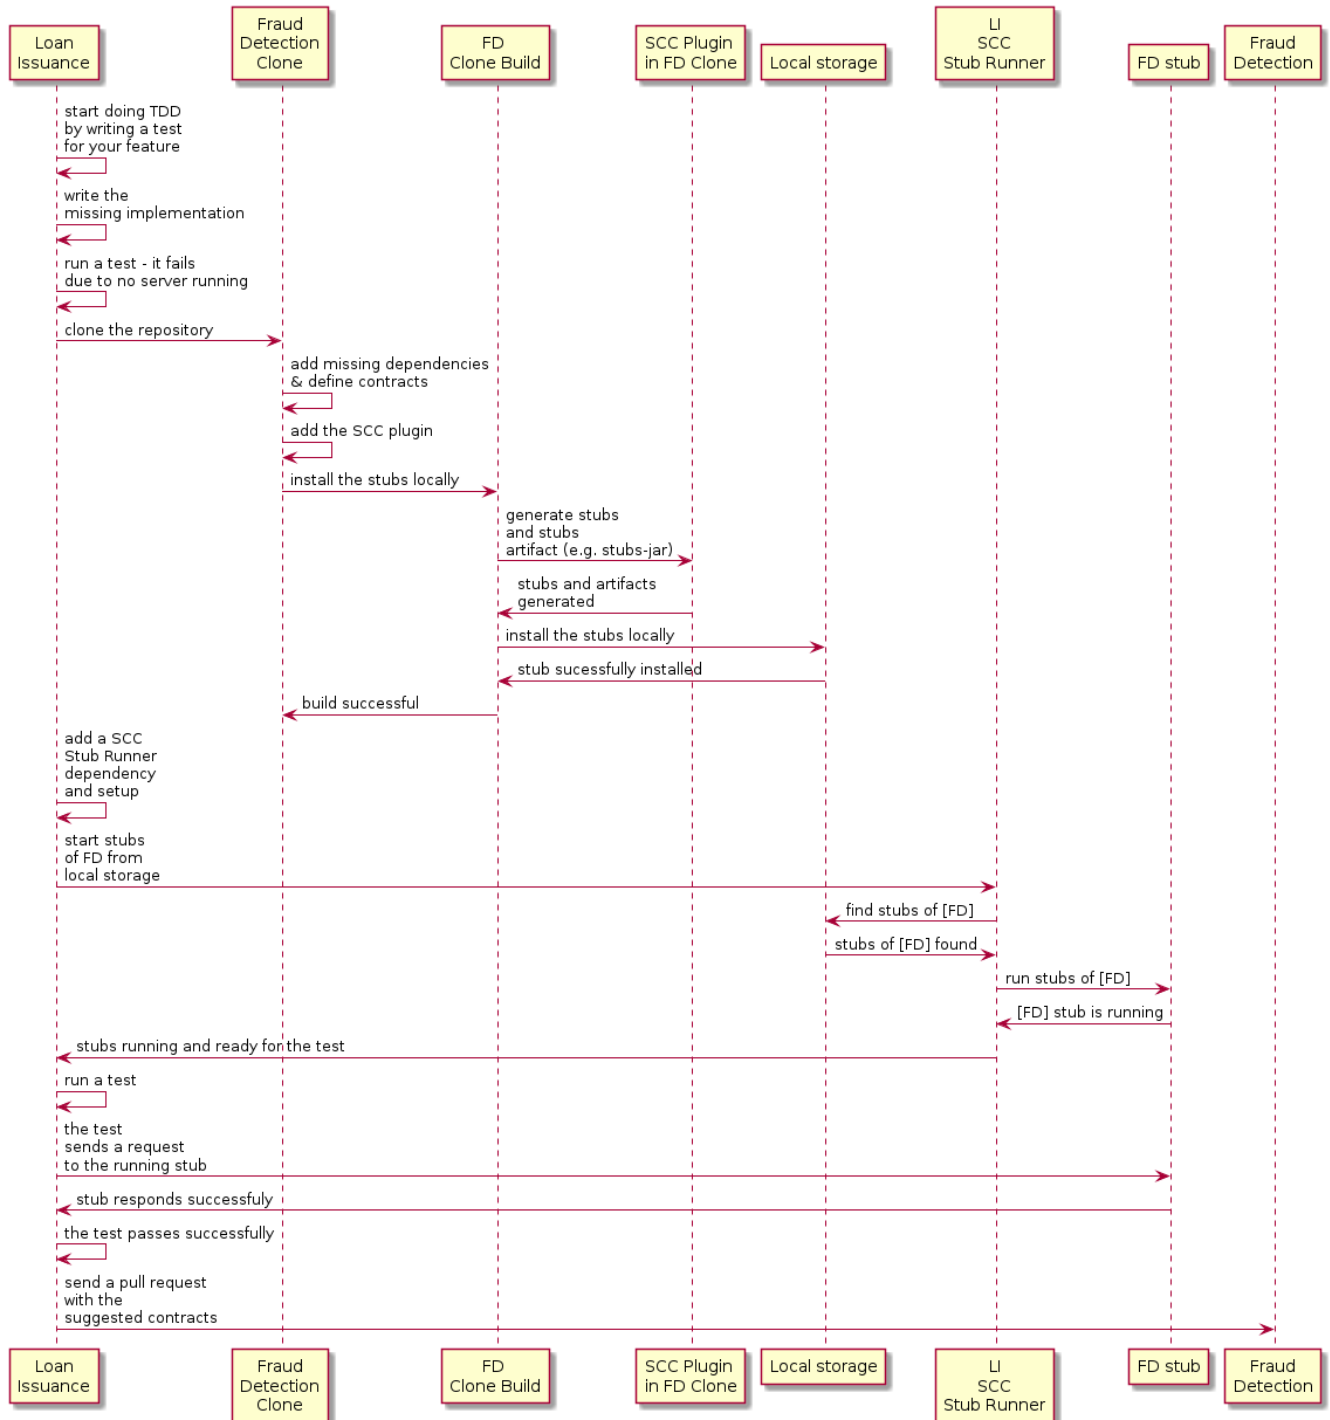 Loan
Issuance
Fraud
Detection
Clone
FD
Clone Build
SCC Plugin
in FD Clone
Local storage
LI
SCC
Stub Runner
FD stub
Fraud
Detection
start doing TDD
by writing a test
for your feature
write the
missing implementation
run a test - it fails
due to no server running
clone the repository
add missing dependencies
& define contracts
add the SCC plugin
install the stubs locally
generate stubs
and stubs
artifact (e.g. stubs-jar)
stubs and artifacts
generated
install the stubs locally
stub sucessfully installed
build successful
add a SCC
Stub Runner
dependency
and setup
start stubs
of FD from
local storage
find stubs of [FD]
stubs of [FD] found
run stubs of [FD]
[FD] stub is running
stubs running and ready for the test
run a test
the test
sends a request
to the running stub
stub responds successfuly
the test passes successfully
send a pull request
with the
suggested contracts
Loan
Issuance
Fraud
Detection
Clone
FD
Clone Build
SCC Plugin
in FD Clone
Local storage
LI
SCC
Stub Runner
FD stub
Fraud
Detection